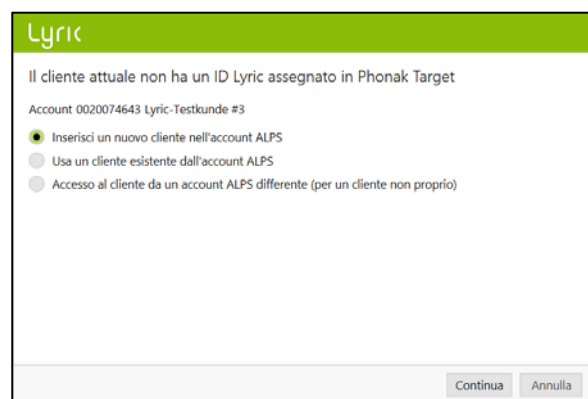 Lyric
Il cliente attuale non ha un ID Lyric assegnato in Phonak Target
Account 0020074643 Lyric-Testkunde #3
Inserisci un nuovo cliente nell'account ALPS
Usa un cliente esistente dall'account ALPS
Accesso al cliente da un account ALPS differente (per un cliente non proprio)
Continua Annulla